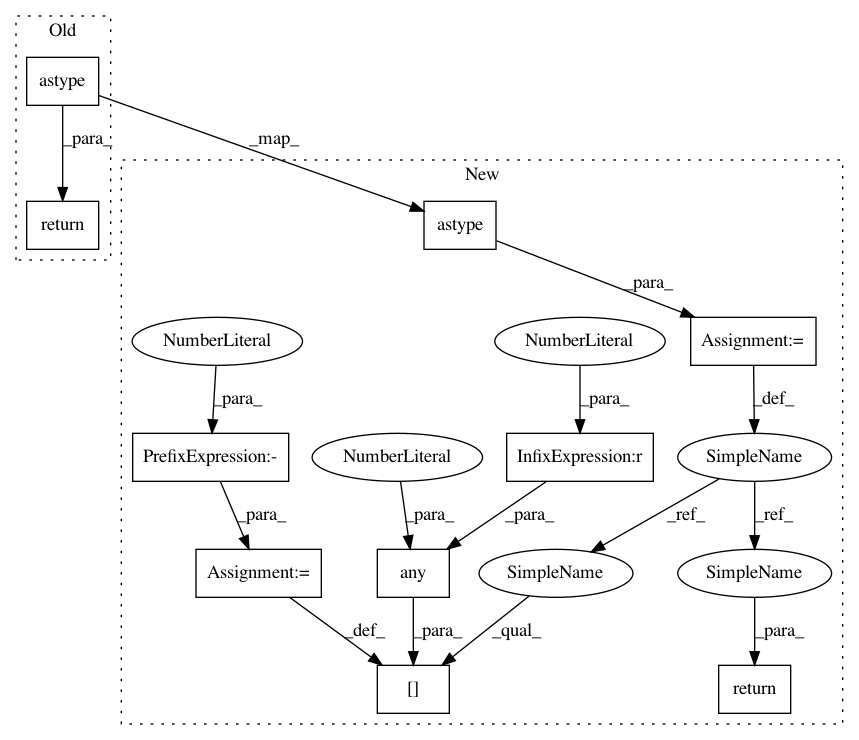 Old
astype
_para_
_map_
return
New
astype
_para_
NumberLiteral
NumberLiteral
Assignment:=
_para_
_para_
_def_
PrefixExpression:-
NumberLiteral
InfixExpression:r
SimpleName
_para_
_para_
_para_
_ref_
_ref_
Assignment:=
any
SimpleName
SimpleName
_def_
_para_
_qual_
_para_
[]
return